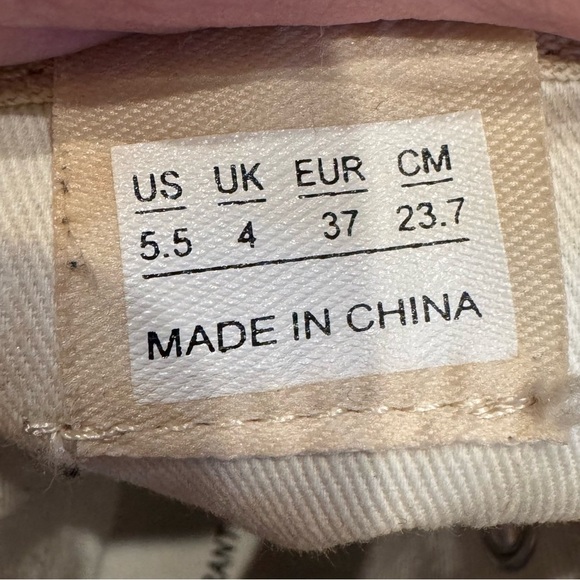 US UK EUR CM
5.5 4 37 23.7
MADE IN CHINA